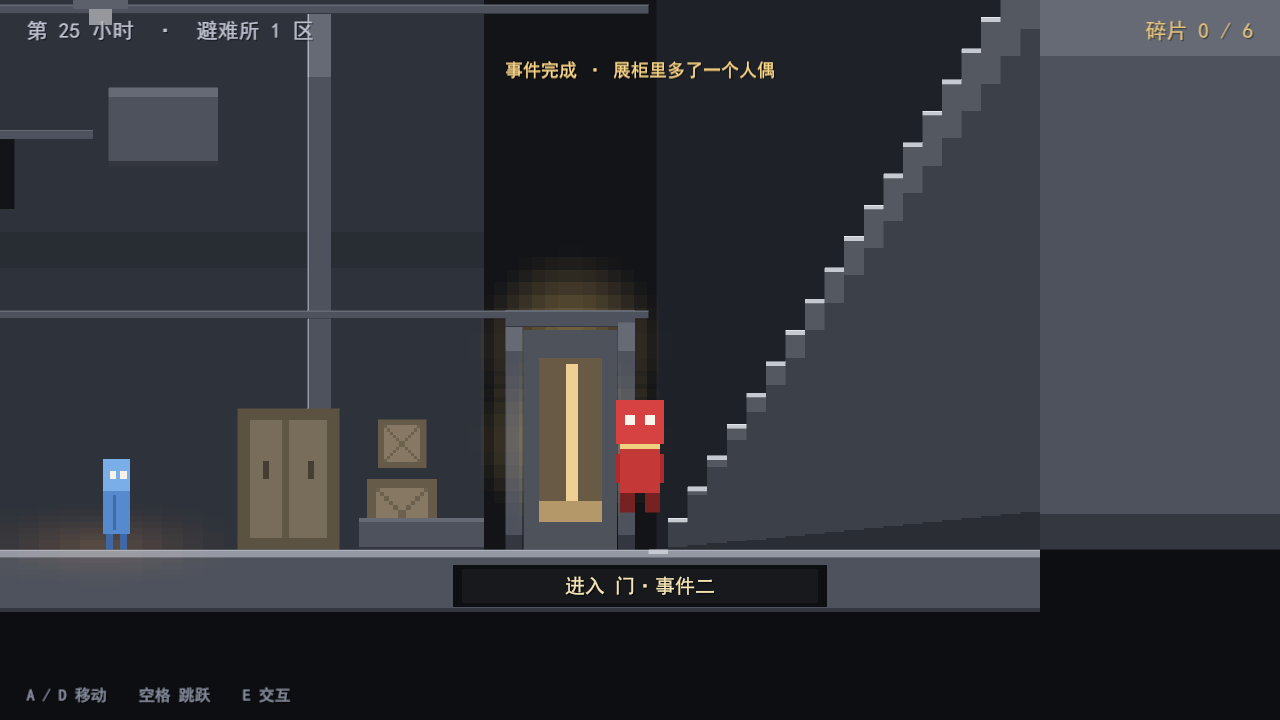 第 25 小时 · 避难所 1 区
碎片 0 / 6
事件完成 · 展柜里多了一个人偶
进入 门·事件二
A / D 移动 空格 跳跃 E 交互